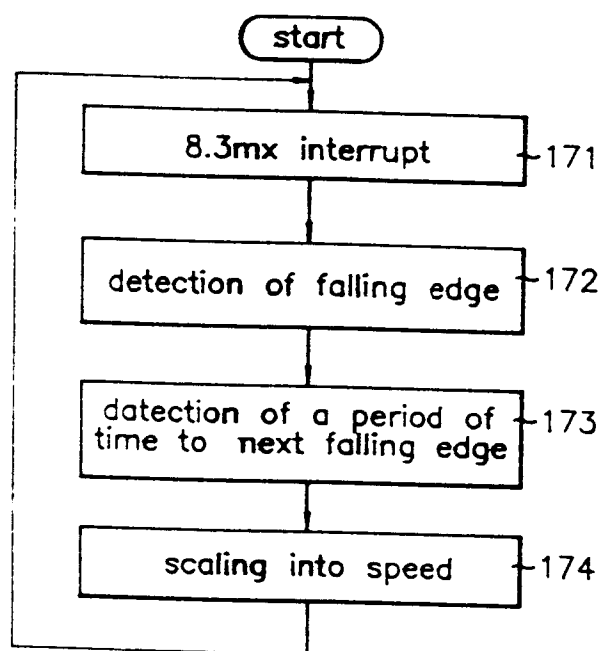 start
8.3mx interrupt
171
detection of falling edge
172
datection of a period of
time to next falling edge
173
scaling into speed
174